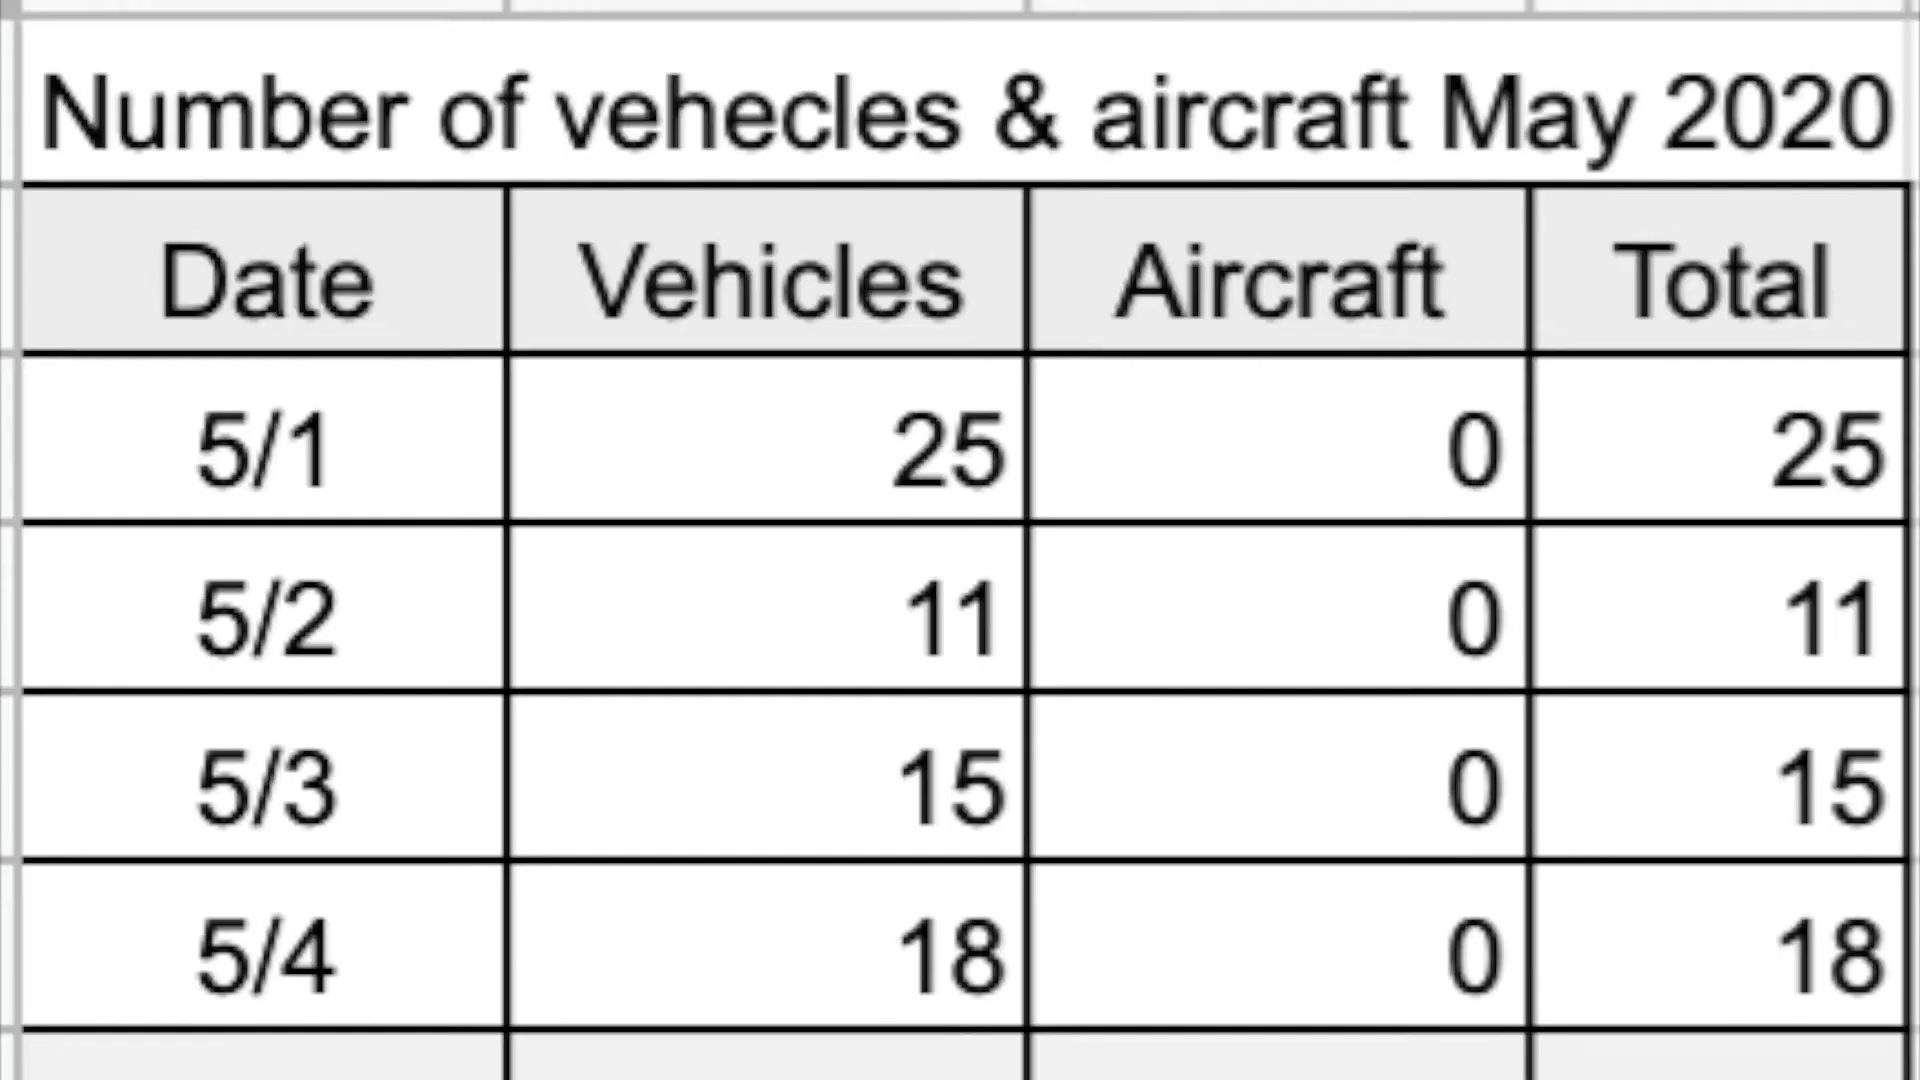 Number of vehecles & aircraft May 2020
Date Vehicles Aircraft Total
5/1 25 0 25
5/2 11 0 11
5/3 15 0 15
5/4 18 0 18